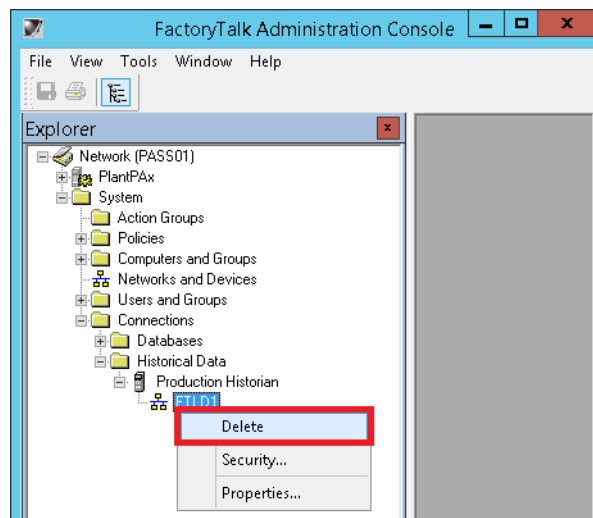 FactoryTalk Administration Console
File View Tools Window Help
Explorer
Network (PASS01)
PlantPAx
System
Action Groups
Policies
Computers and Groups
Networks and Devices
Users and Groups
Connections
Databases
Historical Data
Production Historian
FTLD1
Delete
Security...
Properties...